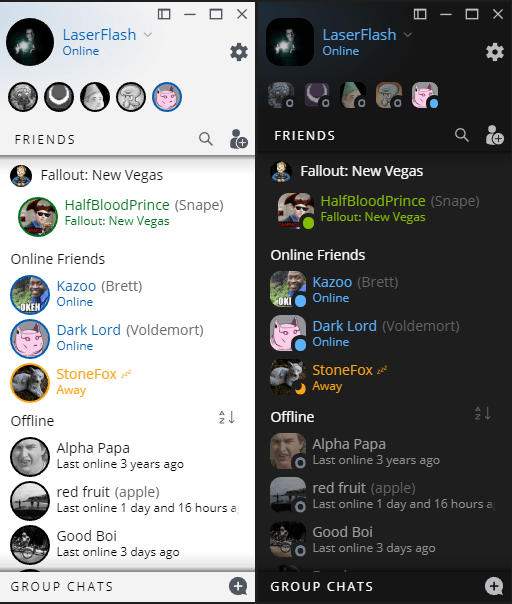 LaserFlash
Online
FRIENDS
Fallout: New Vegas
HalfBloodPrince (Snape)
Fallout: New Vegas
Online Friends
OKEH
Kazoo (Brett)
Online
Dark Lord (Voldemort)
Online
StoneFox zzz
Away
Offline
A
Z
Alpha Papa
Last online 3 years ago
red fruit (apple)
Last online 1 day and 16 hours a
Good Boi
Last online 3 days ago
GROUP CHATS
LaserFlash
Online
FRIENDS
Fallout: New Vegas
HalfBloodPrince (Snape)
Fallout: New Vegas
Online Friends
Kazoo (Brett)
Online
Dark Lord (Voldemort)
Online
StoneFox zzz
Away
Offline
A
Z
Alpha Papa
Last online 3 years ago
red fruit (apple)
Last online 1 day and 16 hours a
Good Boi
Last online 3 days ago
GROUP CHATS